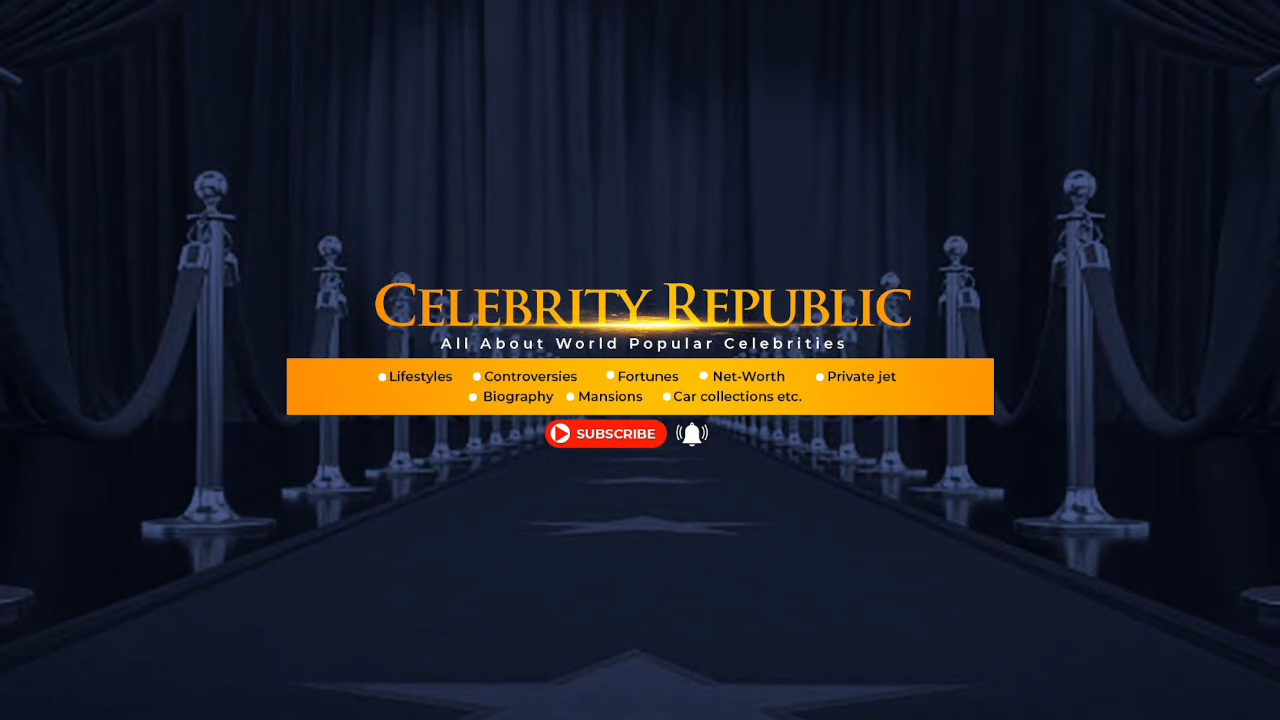 CELEBRITY REPUBLIC
All About World Popular Celebrities
Lifestyles Controversies Fortunes Net-Worth Private jet
Biography Mansions Car collections etc.
SUBSCRIBE